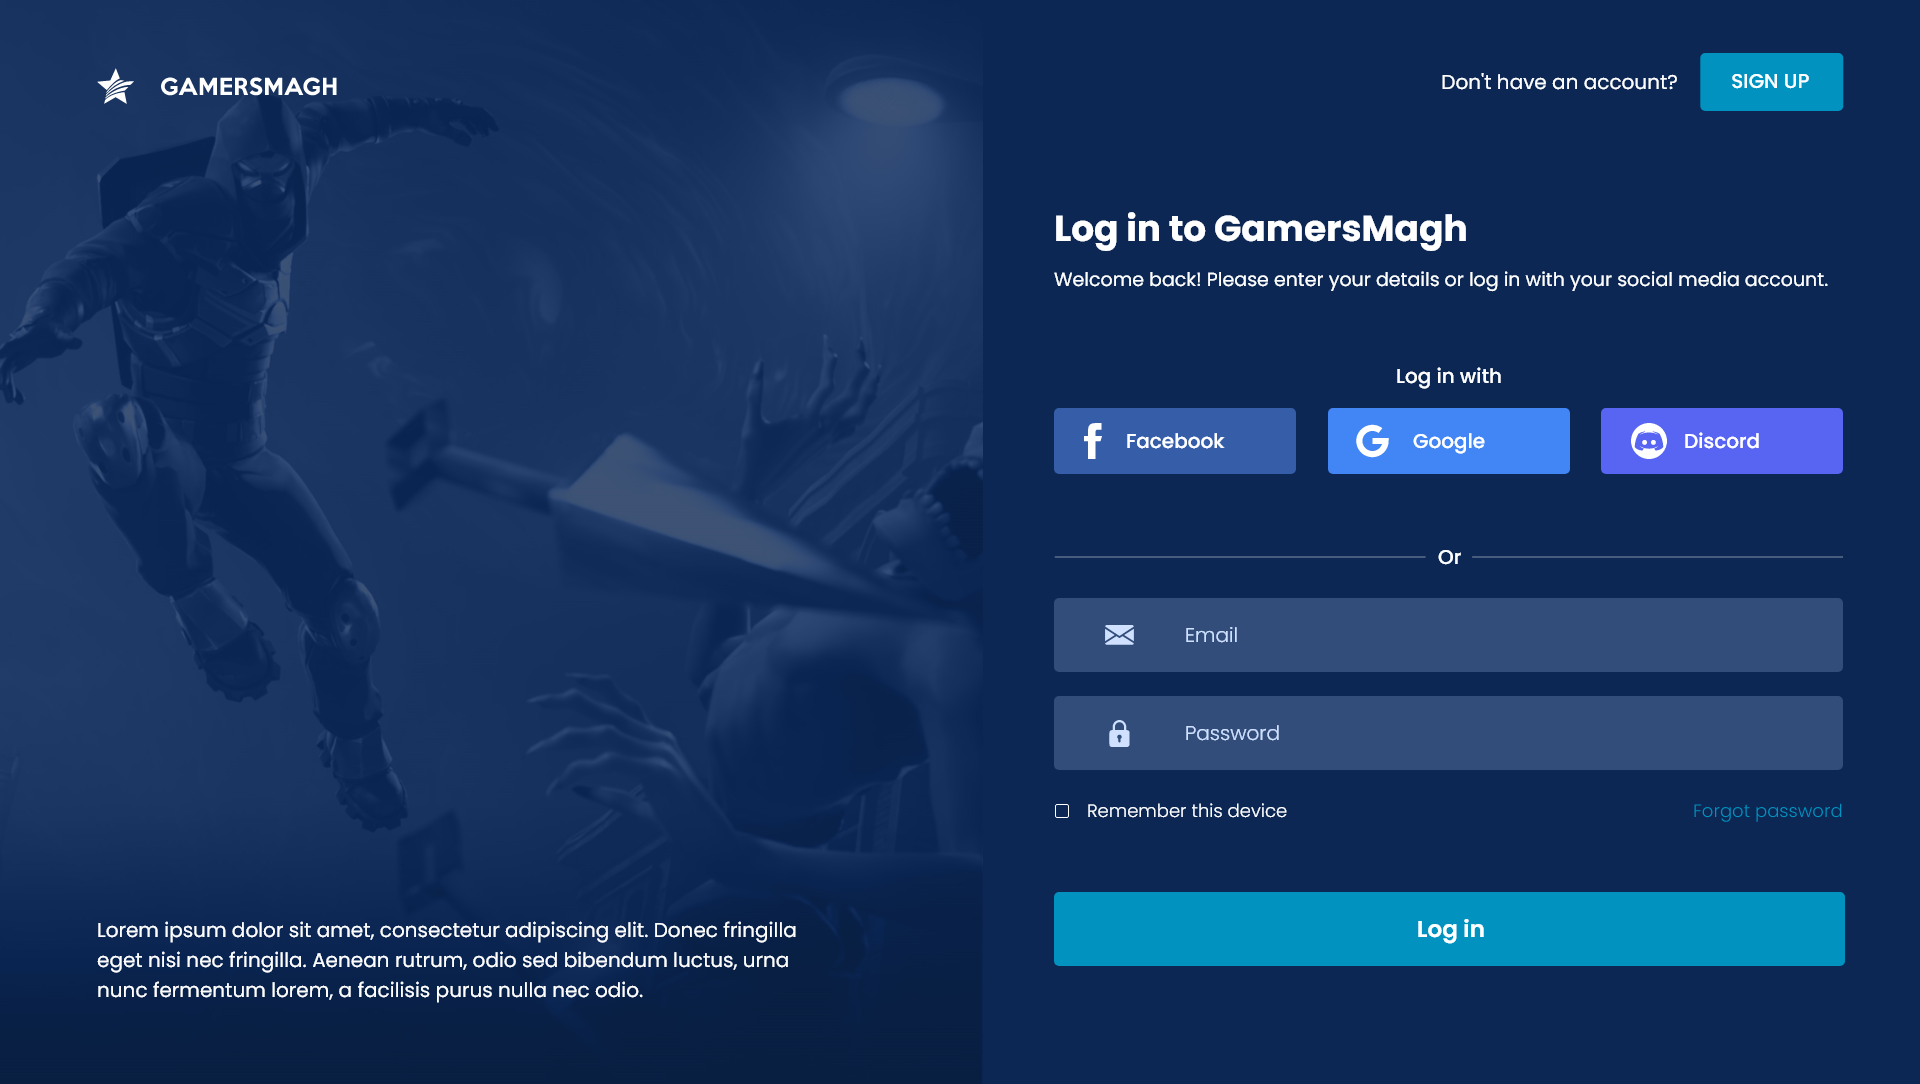 GAMERSMAGH
Don't have an account?
SIGN UP
Log in to GamersMagh
Welcome back! Please enter your details or log in with your social media account.
Log in with
Facebook
Google
Discord
Or
Email
Password
Remember this device
Forgot password
Log in
Lorem ipsum dolor sit amet, consectetur adipiscing elit. Donec fringilla
eget nisi nec fringilla. Aenean rutrum, odio sed bibendum luctus, urna
nunc fermentum lorem, a facilisis purus nulla nec odio.